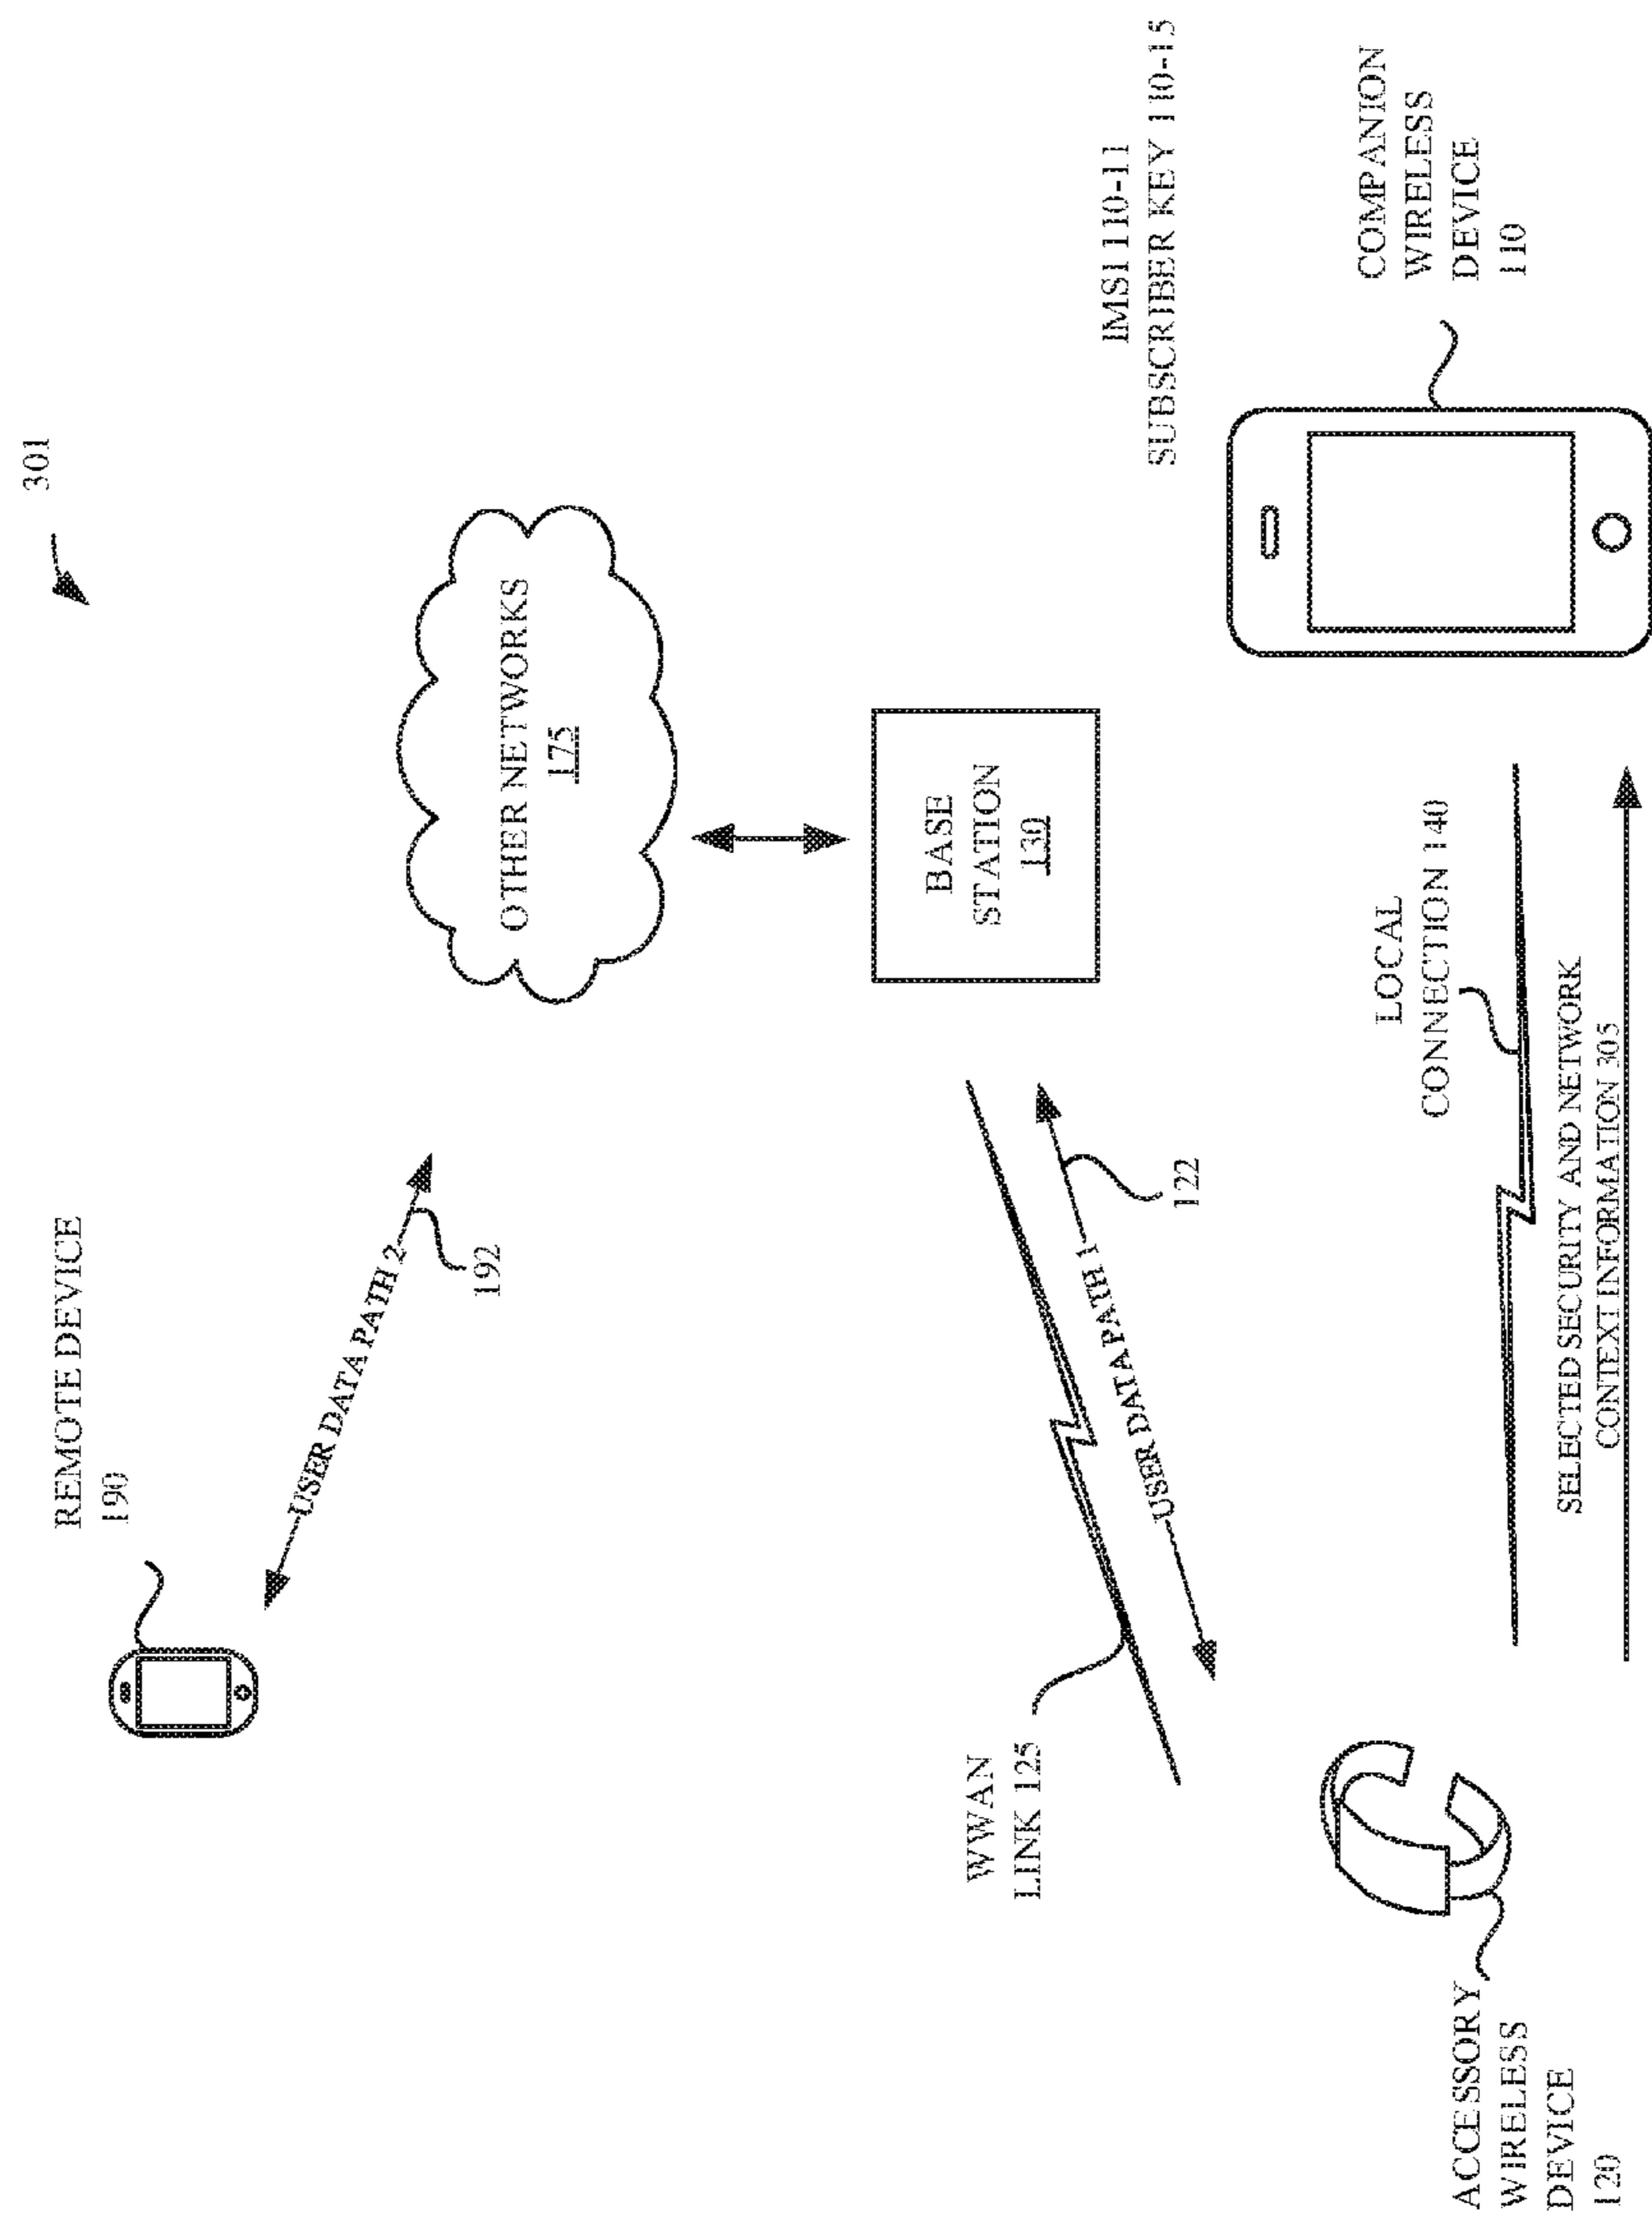 301
REMOTE DEVICE
190
USER DATA PATH 2
192
OTHER NETWORKS
175
BASE
STATION
130
WWAN
LINK 125
USER DATA PATH 1
122
IMSI 110-11
SUBSCRIBER KEY 110-15
COMPANION
WIRELESS
DEVICE
110
LOCAL
CONNECTION 140
SELECTED SECURITY AND NETWORK
CONTEXT INFORMATION 305
ACCESSORY
WIRELESS
DEVICE
120